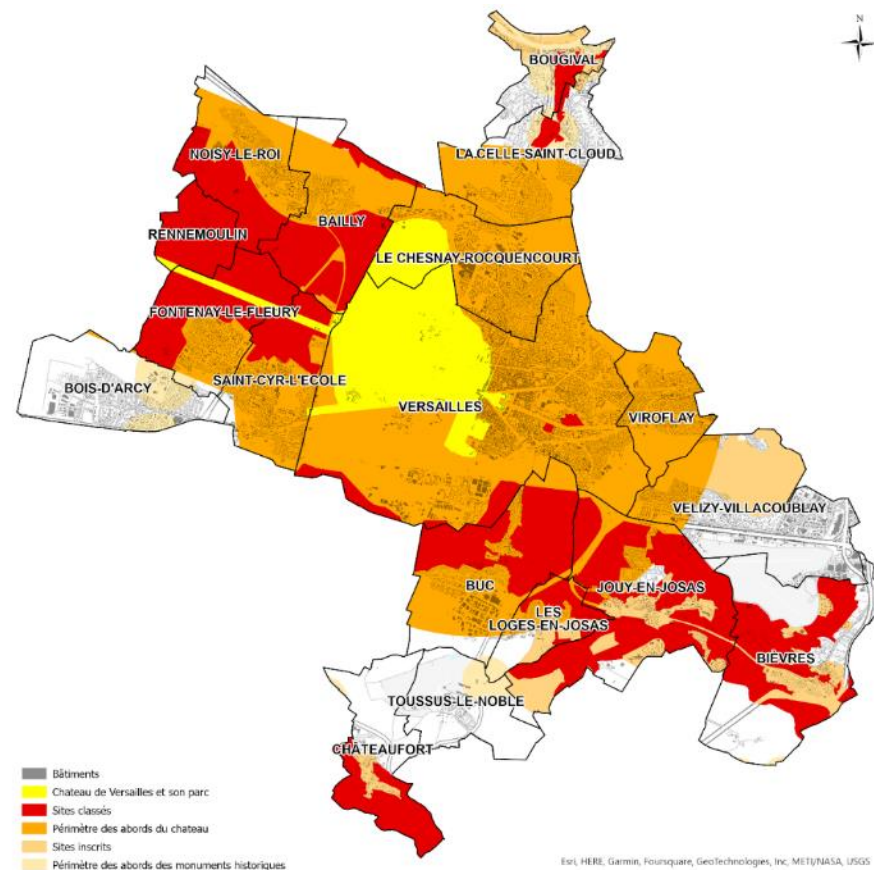 N
BOUGIVAL
NOISY-LE-ROI
LA CELLE-SAINT-CLOUD
BAILLY
RENNEMOULIN
LE CHESNAY-ROCQUENCOURT
FONTENAY-LE-FLEURY
BOIS-D'ARCY
SAINT-CYR-L'ECOLE
VERSAILLES
VIROFLAY
VELIZY-VILLACOUBLAY
BUC
JOUY-EN-JOSAS
LES
LOGES-EN-JOSAS
BIÈVRES
TOUSSUS-LE-NOBLE
CHÂTEAUFORT
Bâtiments
Chateau de Versailles et son parc
Sites classés
Périmètre des abords du chateau
Sites inscrits
Périmètre des abords des monuments historiques
Esri, HERE, Garmin, Foursquare, GeoTechnologies, Inc, METI/NASA, USGS